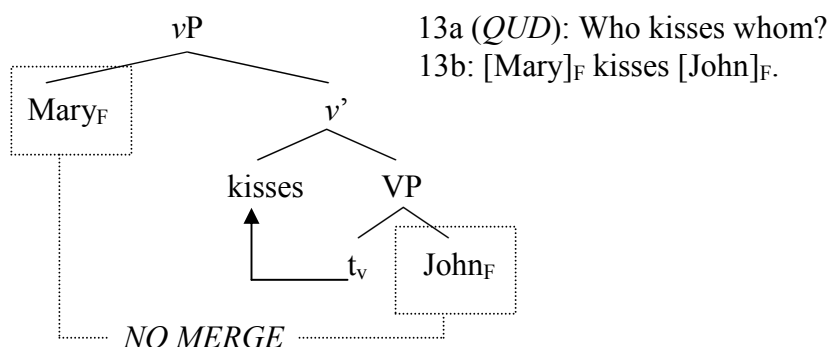 vP 13a (QUD): Who kisses whom?
13b: [Mary]F kisses [John]F.
MaryF v’
kisses VP
tv JohnF
NO MERGE